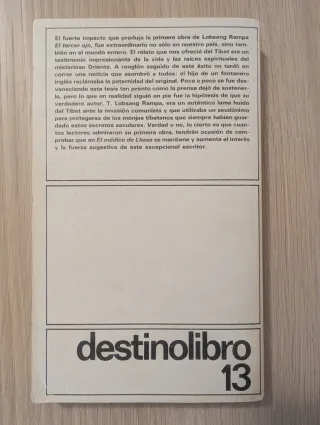 El fuerte impacto que produjo la primera obra de Lobsang Rampa
El tercer ojo, fue extraordinario no sólo en nuestro país, sino tam-
bién en el mundo entero. El relato que nos ofreció del Tibet era un
testimonio impresionante de la vida y las raíces espirituales del
misterioso Oriente. A renglón seguido de este éxito no tardó en
correr una noticia que asombró a todos: el hijo de un fontanero
inglés reclamaba la paternidad del original. Poco a poco se fue des-
vaneciendo esta tesis tan pronto como la prensa dejó de sostener-
la, pero lo que en realidad siguió en pie fue la hipótesis de que su
verdadero autor, T. Lobsang Rampa, era un auténtico lama huido
del Tibet ante la invasión comunista y que utilizaba un seudónimo
para protegerse de los monjes tibetanos que siempre habían guar-
dado estos secretos seculares. Verdad o no, lo cierto es que cuan-
tos lectores admiraron su primera obra, tendrán ocasión de com-
probar que en El médico de Lhasa se mantiene y aumenta el interés
y la fuerza sugestiva de este excepcional escritor.
destinolibro
13